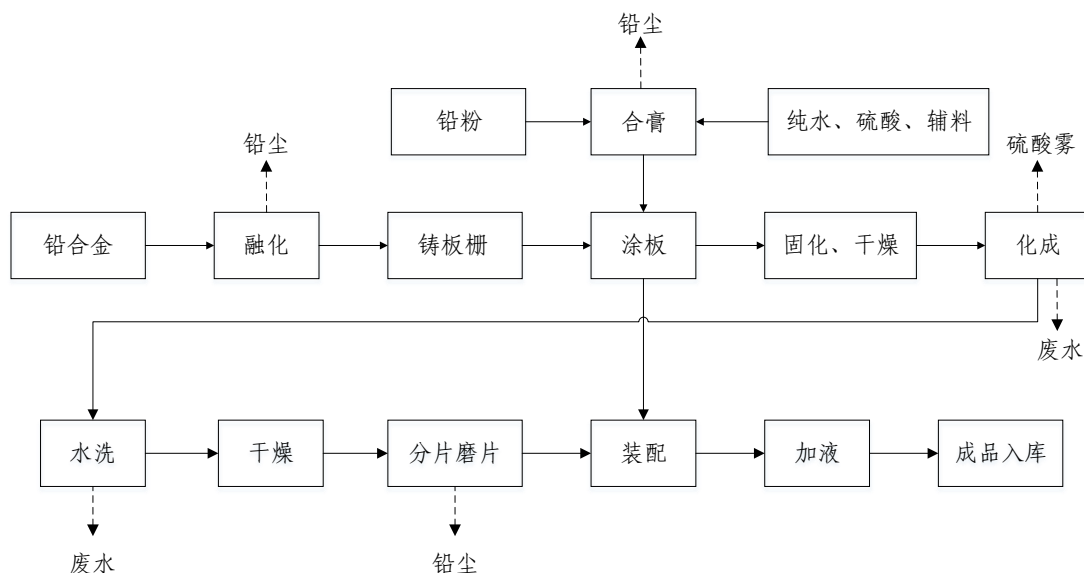 铅尘
铅粉
合膏
纯水、硫酸、辅料
铅尘
硫酸雾
铅合金
融化
铸板栅
涂板
固化、干燥
化成
废水
水洗
干燥
分片磨片
装配
加液
成品入库
废水
铅尘